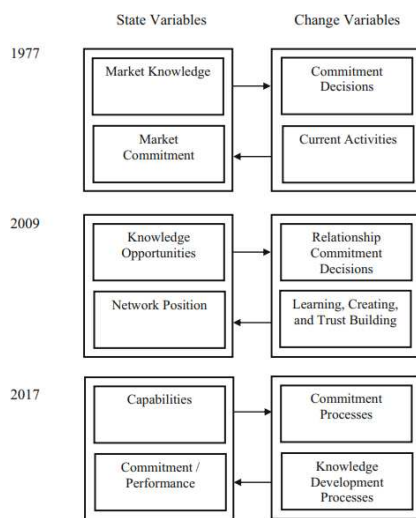 State Variables
Change Variables
1977
Market Knowledge
Commitment
Decisions
Market
Commitment
Current Activities
2009
Knowledge
Opportunities
Relationship
Commitment
Decisions
Network Position
Learning, Creating,
and Trust Building
2017
Capabilities
Commitment
Processes
Commitment /
Performance
Knowledge
Development
Processes